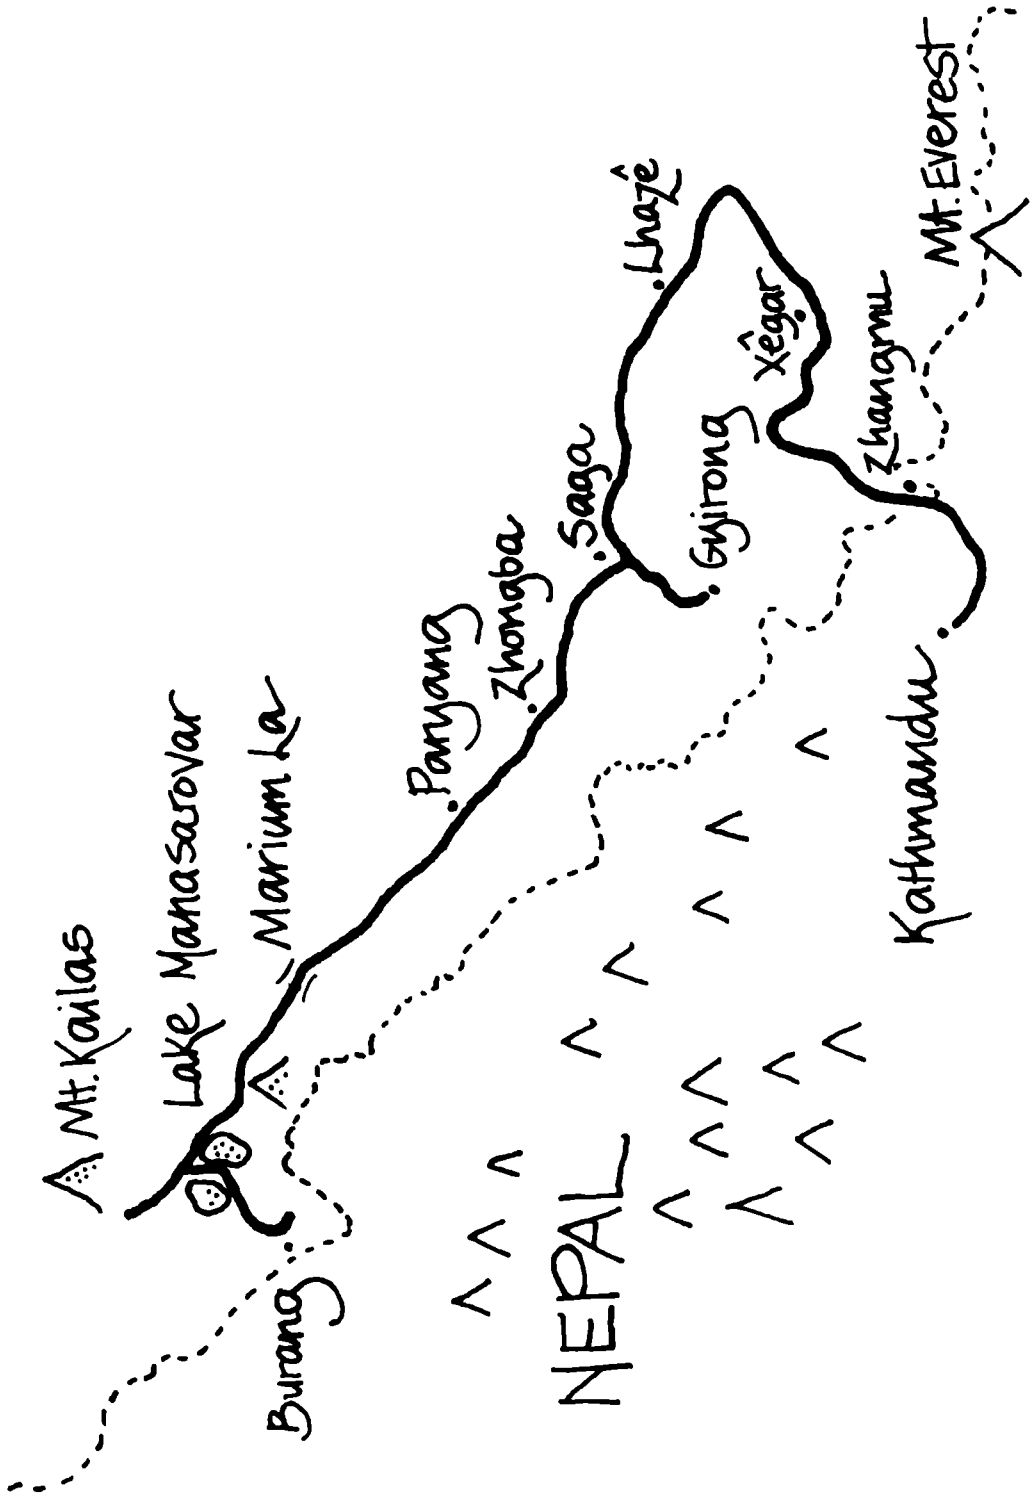 Mt. Kailas
Lake Manasarovar
Marium La
Paryang
Zhongba
Saga
Lhazê
Burang
Gyirong
Xêgar
NEPAL
Zhangmu
Kathmandu
Mt. Everest